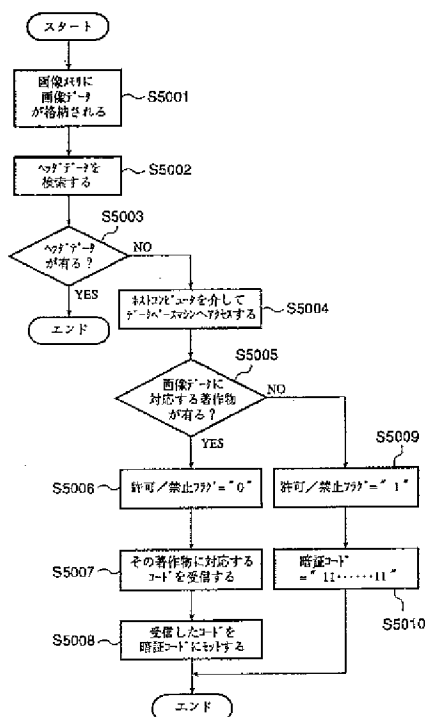 スタート
画像メモリに
画像データ
が格納される
S5001
ヘッダデータを
検索する
S5002
S5003
ヘッダデータ
が有る?
NO
YES
エンド
ホストコンピュータを介して
データベースマシンへアクセスする
S5004
S5005
画像データに
対応する著作物
が有る?
NO
YES
S5006
許可/禁止フラグ="0"
S5009
許可/禁止フラグ="1"
S5007
その著作物に対応する
コードを受信する
暗証コード
="11……11"
S5010
S5008
受信したコードを
暗証コードにセットする
エンド